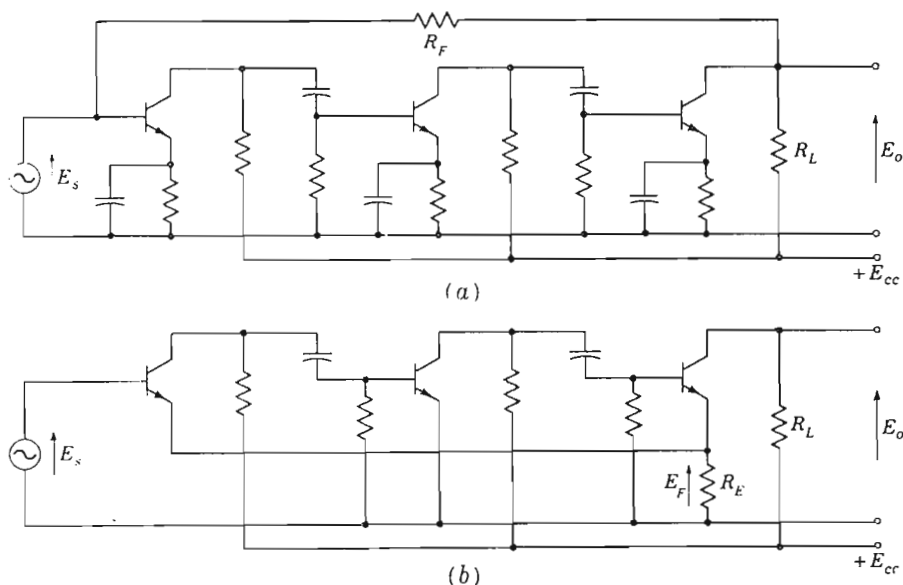 R_F
E_s
R_L
E_o
+ E_cc
(a)
E_s
E_F
R_E
R_L
E_o
+ E_cc
(b)